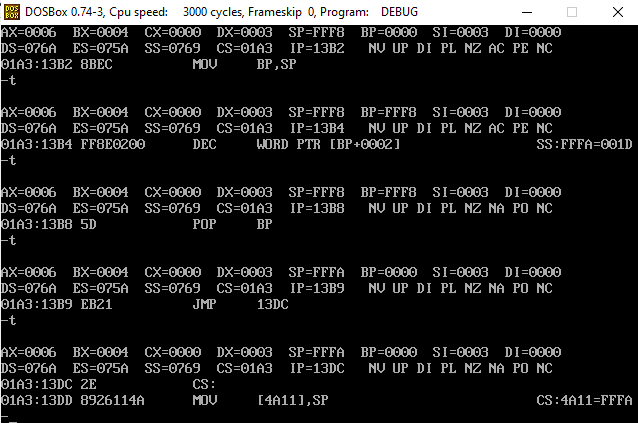 DOS
BOX
DOSBox 0.74-3, Cpu speed: 3000 cycles, Frameskip 0, Program: DEBUG
AX=0006 BX=0004 CX=0000 DX=0003 SP=FFF8 BP=0000 SI=0003 DI=0000
DS=076A ES=075A SS=0769 CS=01A3 IP=13B2 NV UP DI PL NZ AC PE NC
01A3:13B2 8BEC MOV BP,SP
-t
AX=0006 BX=0004 CX=0000 DX=0003 SP=FFF8 BP=FFF8 SI=0003 DI=0000
DS=076A ES=075A SS=0769 CS=01A3 IP=13B4 NV UP DI PL NZ AC PE NC
01A3:13B4 FF8E0200 DEC WORD PTR [BP+0002] SS:FFFA=001D
-t
AX=0006 BX=0004 CX=0000 DX=0003 SP=FFF8 BP=FFF8 SI=0003 DI=0000
DS=076A ES=075A SS=0769 CS=01A3 IP=13B8 NV UP DI PL NZ NA PO NC
01A3:13B8 5D POP BP
-t
AX=0006 BX=0004 CX=0000 DX=0003 SP=FFFA BP=0000 SI=0003 DI=0000
DS=076A ES=075A SS=0769 CS=01A3 IP=13B9 NV UP DI PL NZ NA PO NC
01A3:13B9 EB21 JMP 13DC
-t
AX=0006 BX=0004 CX=0000 DX=0003 SP=FFFA BP=0000 SI=0003 DI=0000
DS=076A ES=075A SS=0769 CS=01A3 IP=13DC NV UP DI PL NZ NA PO NC
01A3:13DC 2E CS:
01A3:13DD 8926114A MOV [4A11],SP CS:4A11=FFFA
-_